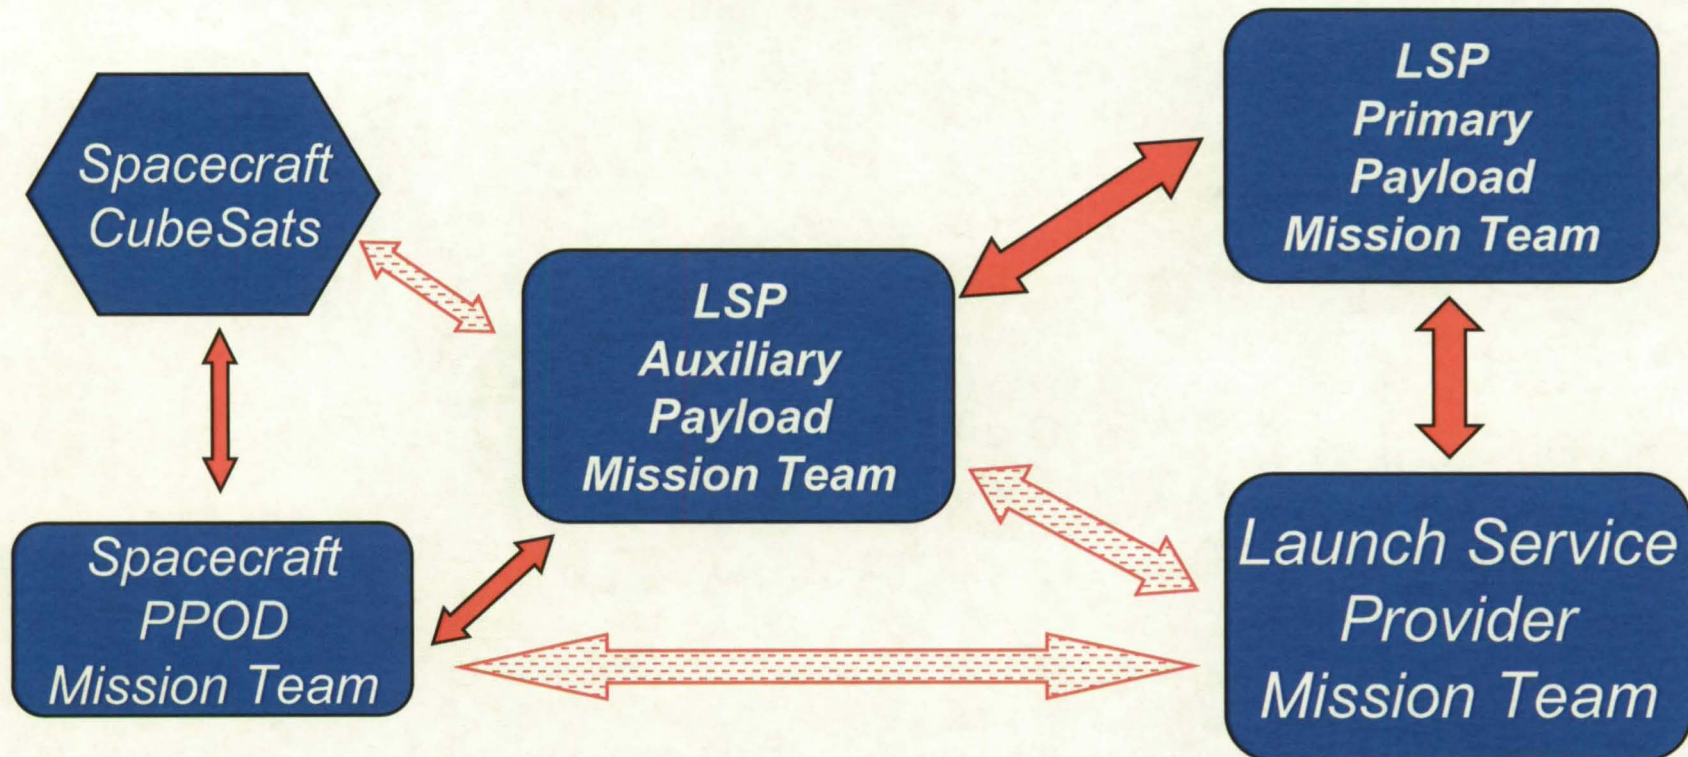 Spacecraft
CubeSats
LSP
Auxiliary
Payload
Mission Team
LSP
Primary
Payload
Mission Team
Spacecraft
PPOD
Mission Team
Launch Service
Provider
Mission Team